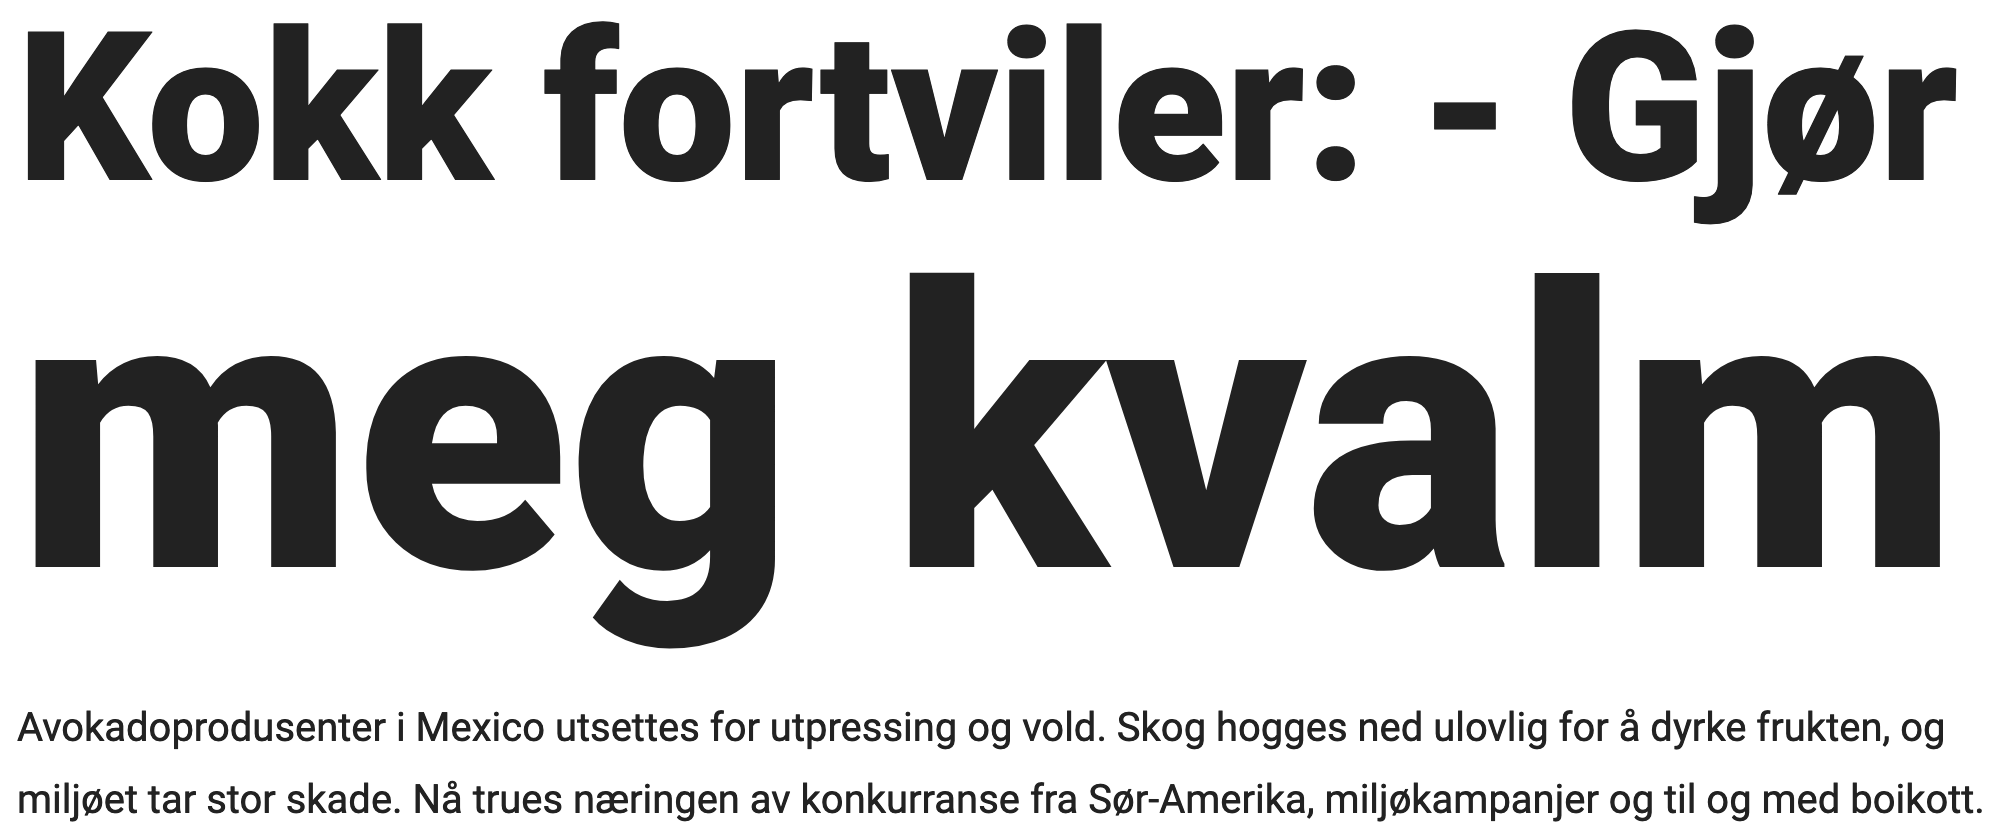 Kokk fortviler: - Gjør
meg kvalm
Avokadoprodusenter i Mexico utsettes for utpressing og vold. Skog hogges ned ulovlig for å dyrke frukten, og
miljøet tar stor skade. Nå trues næringen av konkurranse fra Sør-Amerika, miljøkampanjer og til og med boikott.